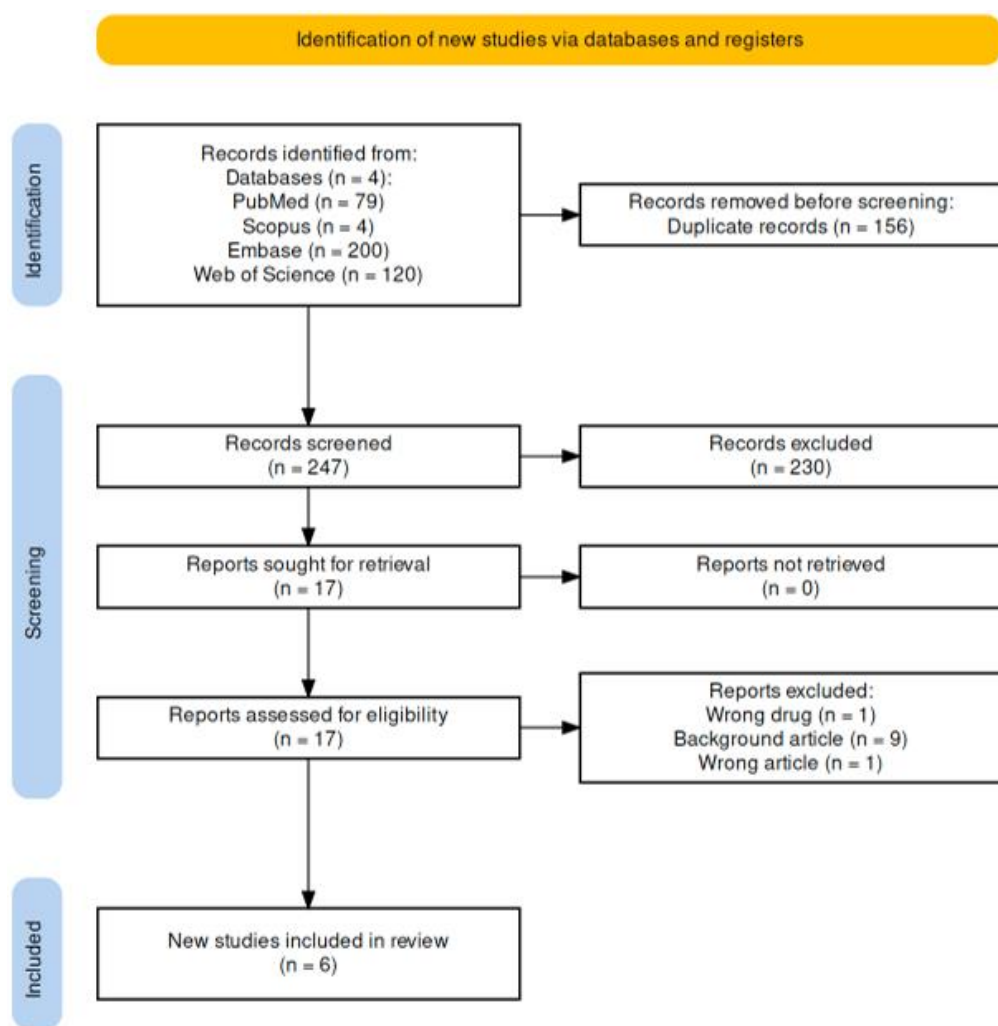 Identification of new studies via databases and registers
Identification
Records identified from:
Databases (n = 4):
PubMed (n = 79)
Scopus (n = 4)
Embase (n = 200)
Web of Science (n = 120)
Records removed before screening:
Duplicate records (n = 156)
Screening
Records screened
(n = 247)
Records excluded
(n = 230)
Reports sought for retrieval
(n = 17)
Reports not retrieved
(n = 0)
Reports assessed for eligibility
(n = 17)
Reports excluded:
Wrong drug (n = 1)
Background article (n = 9)
Wrong article (n = 1)
Included
New studies included in review
(n = 6)